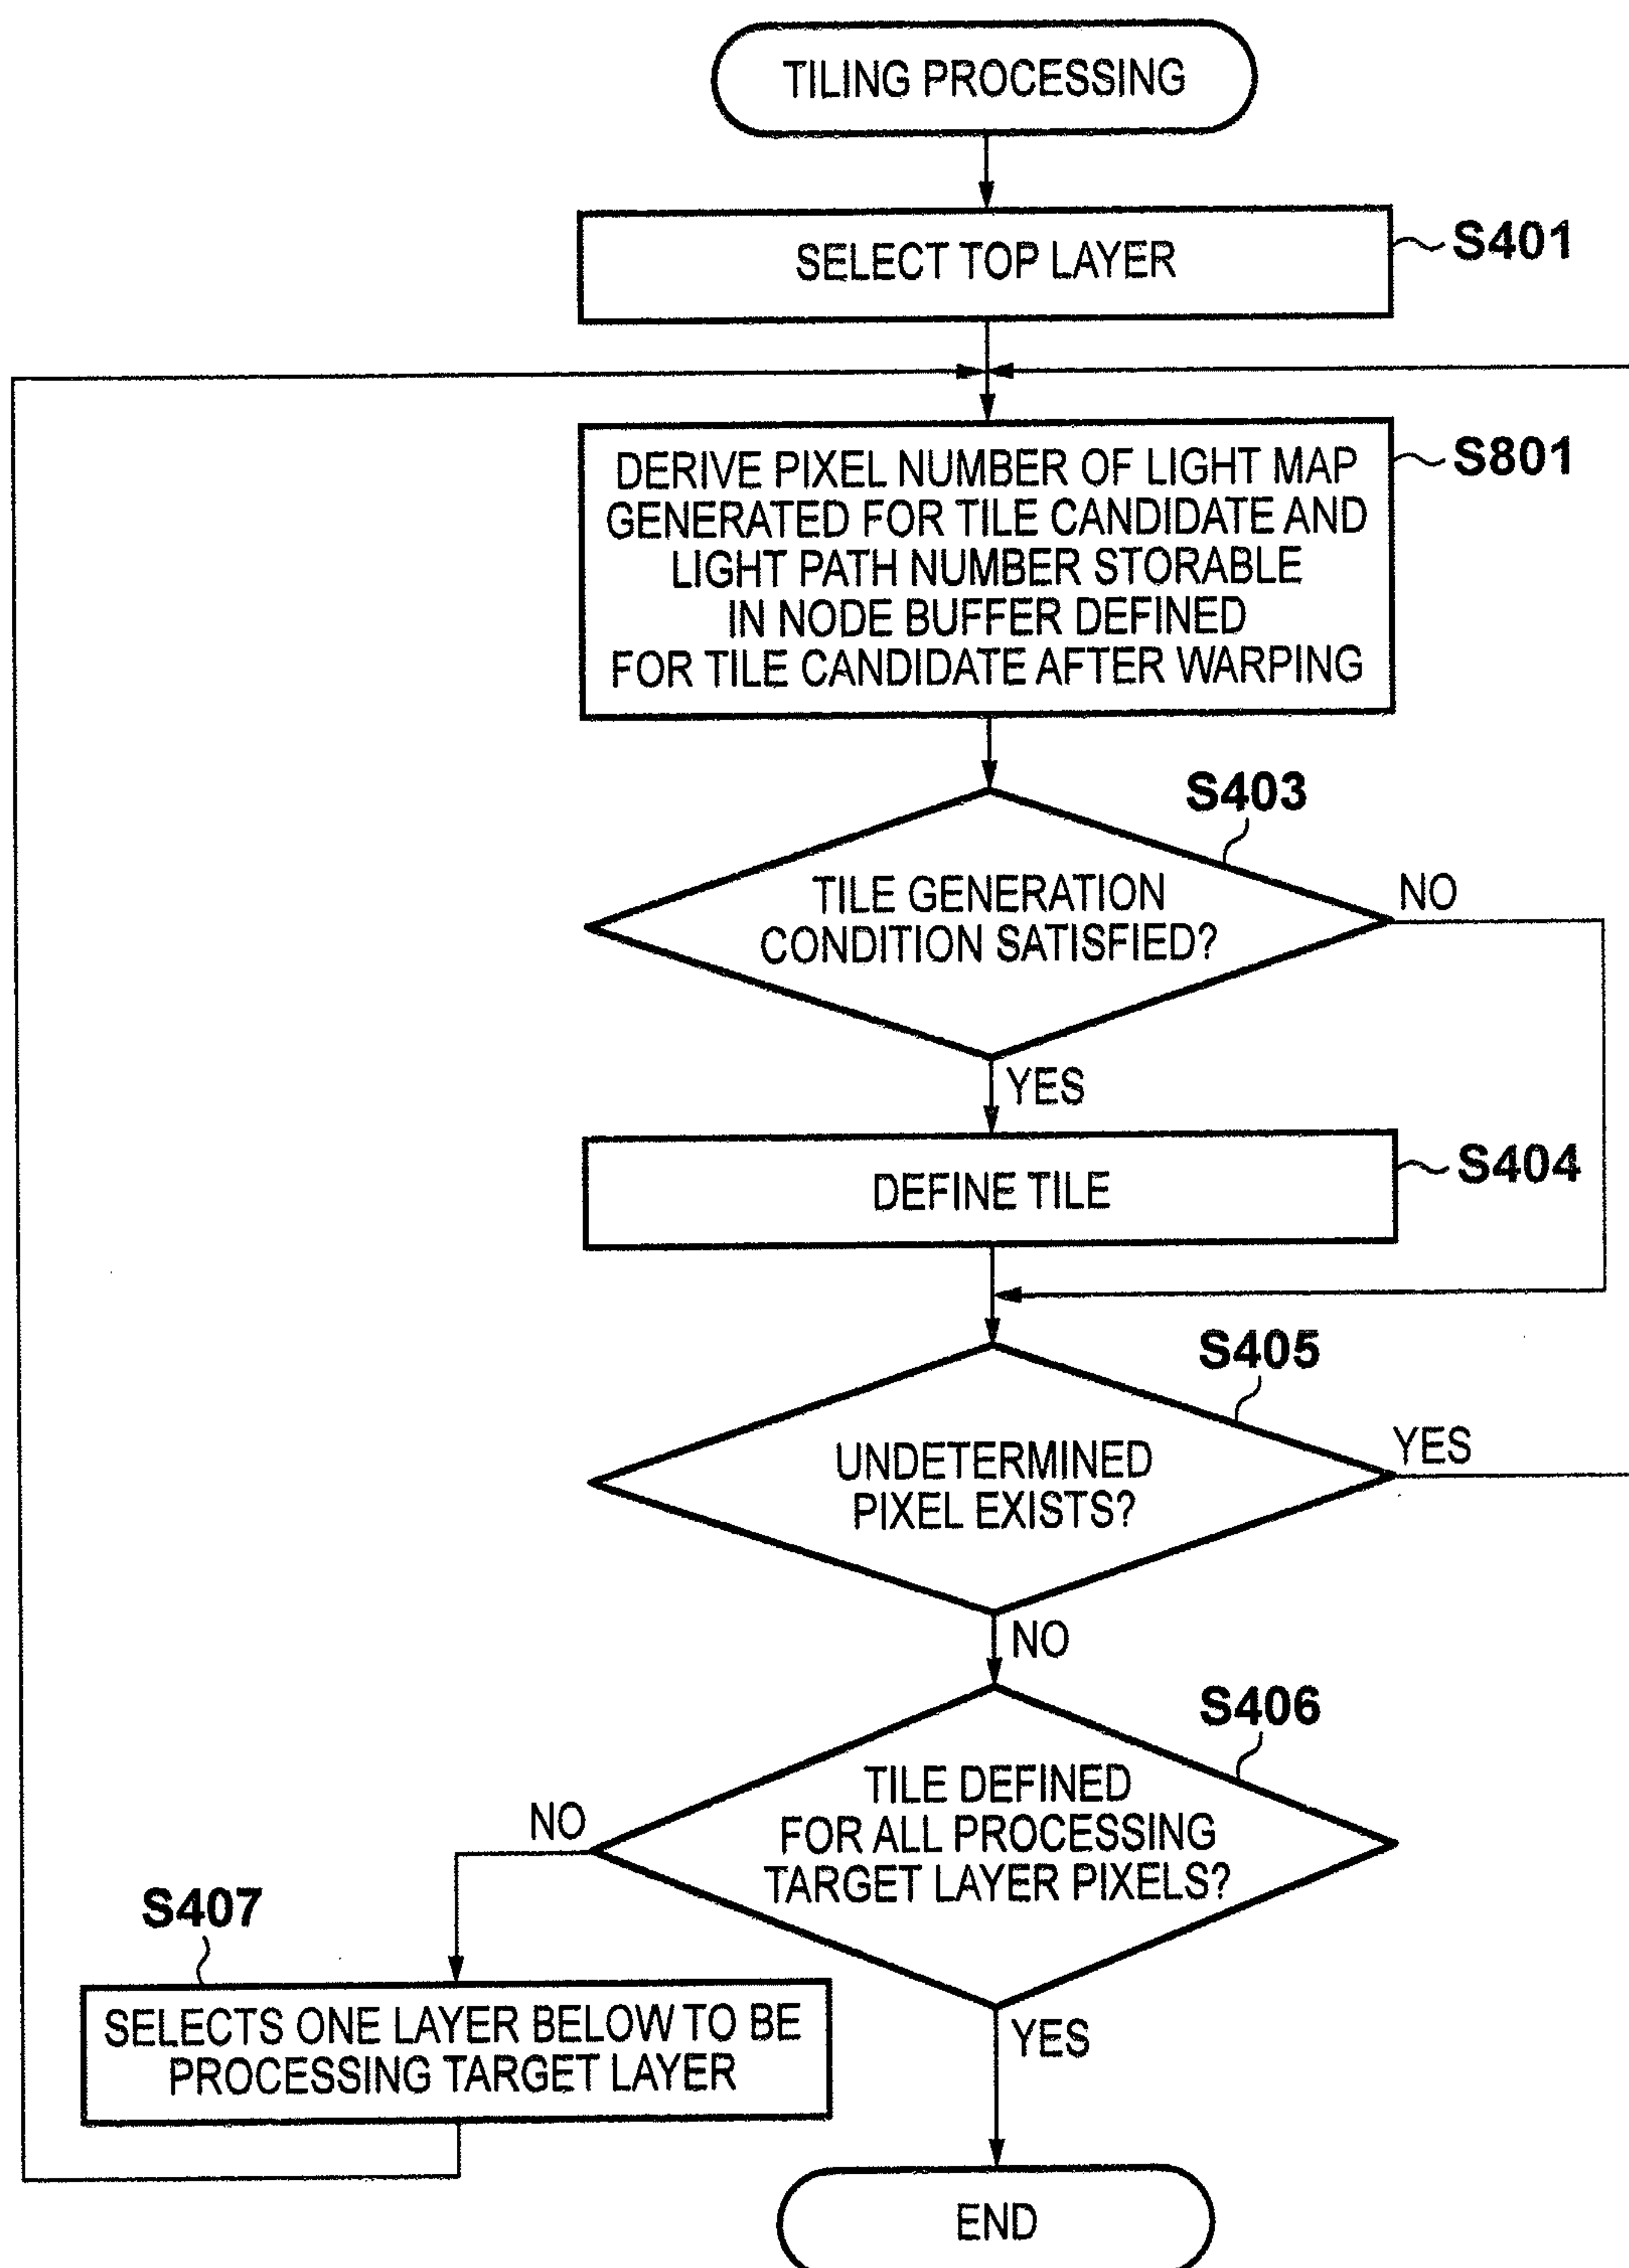 TILING PROCESSING
SELECT TOP LAYER
S401
DERIVE PIXEL NUMBER OF LIGHT MAP
GENERATED FOR TILE CANDIDATE AND
LIGHT PATH NUMBER STORABLE
IN NODE BUFFER DEFINED
FOR TILE CANDIDATE AFTER WARPING
S801
S403
TILE GENERATION
CONDITION SATISFIED?
NO
YES
DEFINE TILE
S404
S405
UNDETERMINED
PIXEL EXISTS?
YES
NO
S406
TILE DEFINED
FOR ALL PROCESSING
TARGET LAYER PIXELS?
NO
S407
SELECTS ONE LAYER BELOW TO BE
PROCESSING TARGET LAYER
YES
END